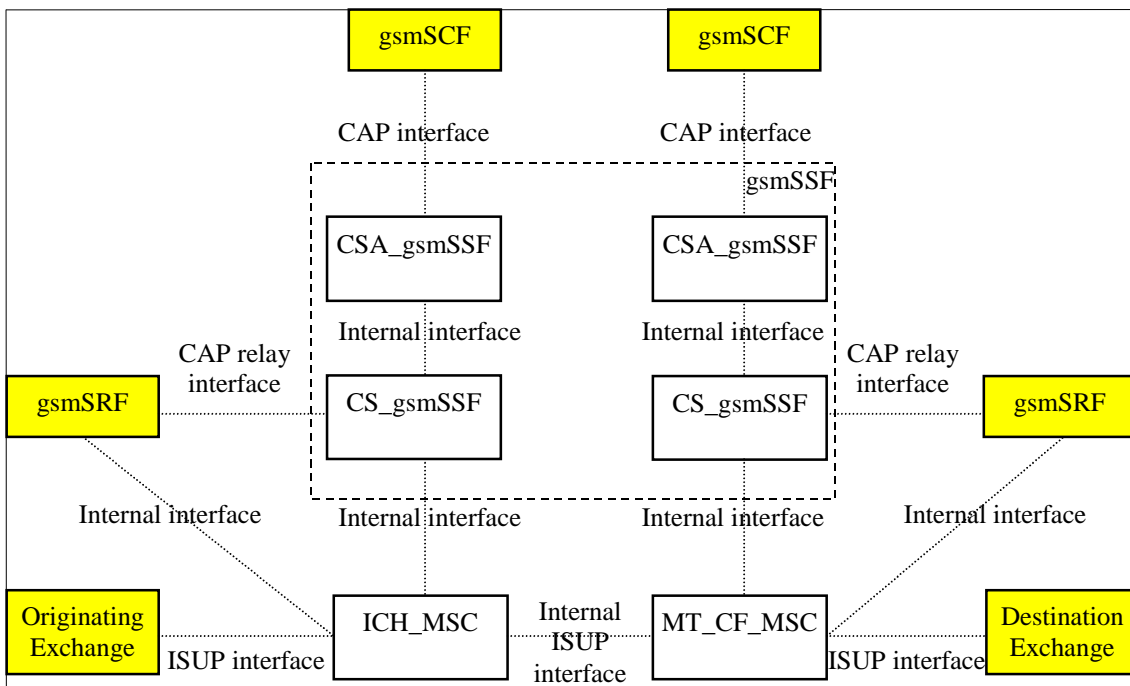 gsmSCF
gsmSCF
CAP interface
CAP interface
gsmSSF
CSA_gsmSSF
CSA_gsmSSF
Internal interface
Internal interface
CAP relay
interface
CAP relay
interface
gsmSRF
CS_gsmSSF
CS_gsmSSF
gsmSRF
Internal interface
Internal interface
Internal interface
Internal interface
Originating
Exchange
ISUP interface
ICH_MSC
Internal
ISUP
interface
MT_CF_MSC
ISUP interface
Destination
Exchange